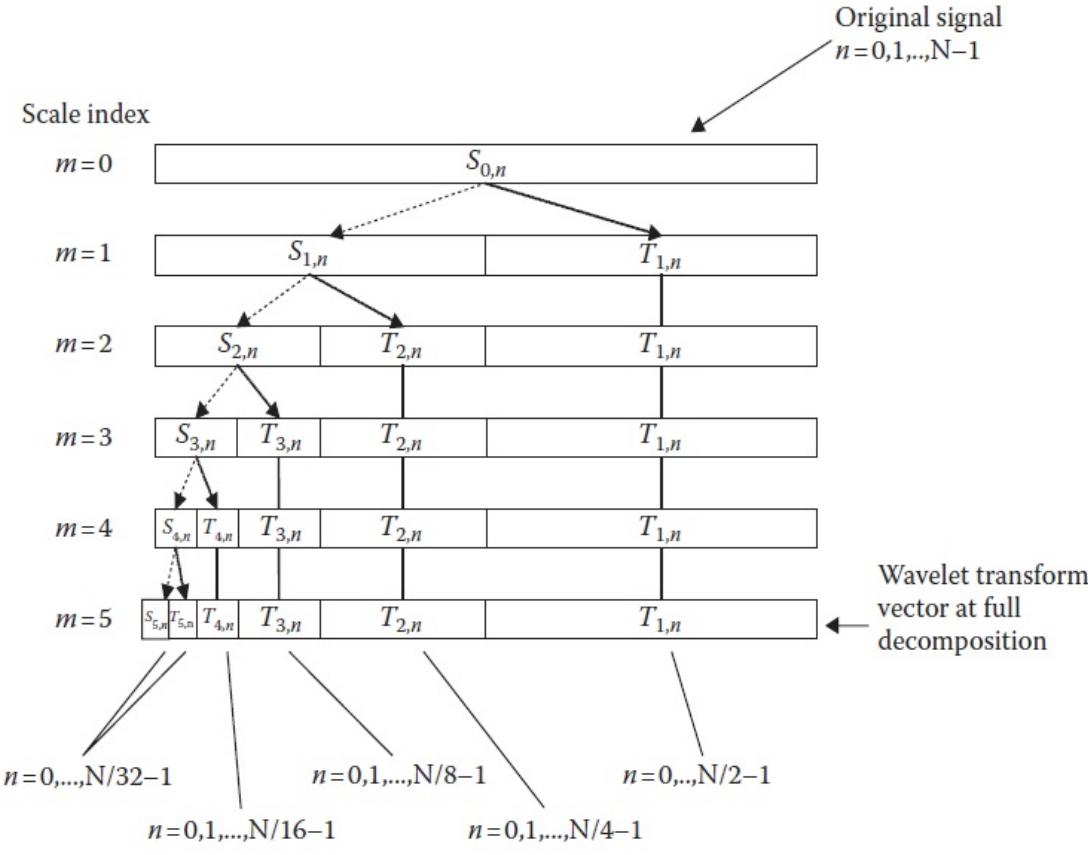 Original signal
n=0,1,..,N−1
Scale index
m=0
S0,n
m=1
S1,n T1,n
m=2
S2,n T2,n T1,n
m=3
S3,n T3,n T2,n T1,n
m=4
S4,n T4,n T3,n T2,n T1,n
m=5
S5,n T5,n T4,n T3,n T2,n T1,n
Wavelet transform
vector at full
decomposition
n=0,...,N/32−1
n=0,1,...,N/8−1
n=0,..,N/2−1
n=0,1,...,N/16−1
n=0,1,...,N/4−1